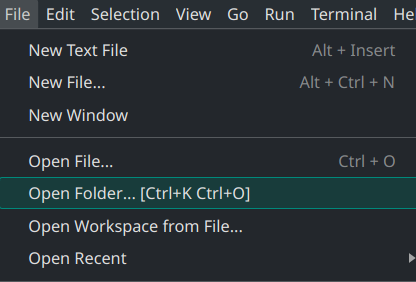 File Edit Selection View Go Run Terminal He
New Text File Alt + Insert
New File... Alt + Ctrl + N
New Window
Open File... Ctrl + O
Open Folder... [Ctrl+K Ctrl+O]
Open Workspace from File...
Open Recent